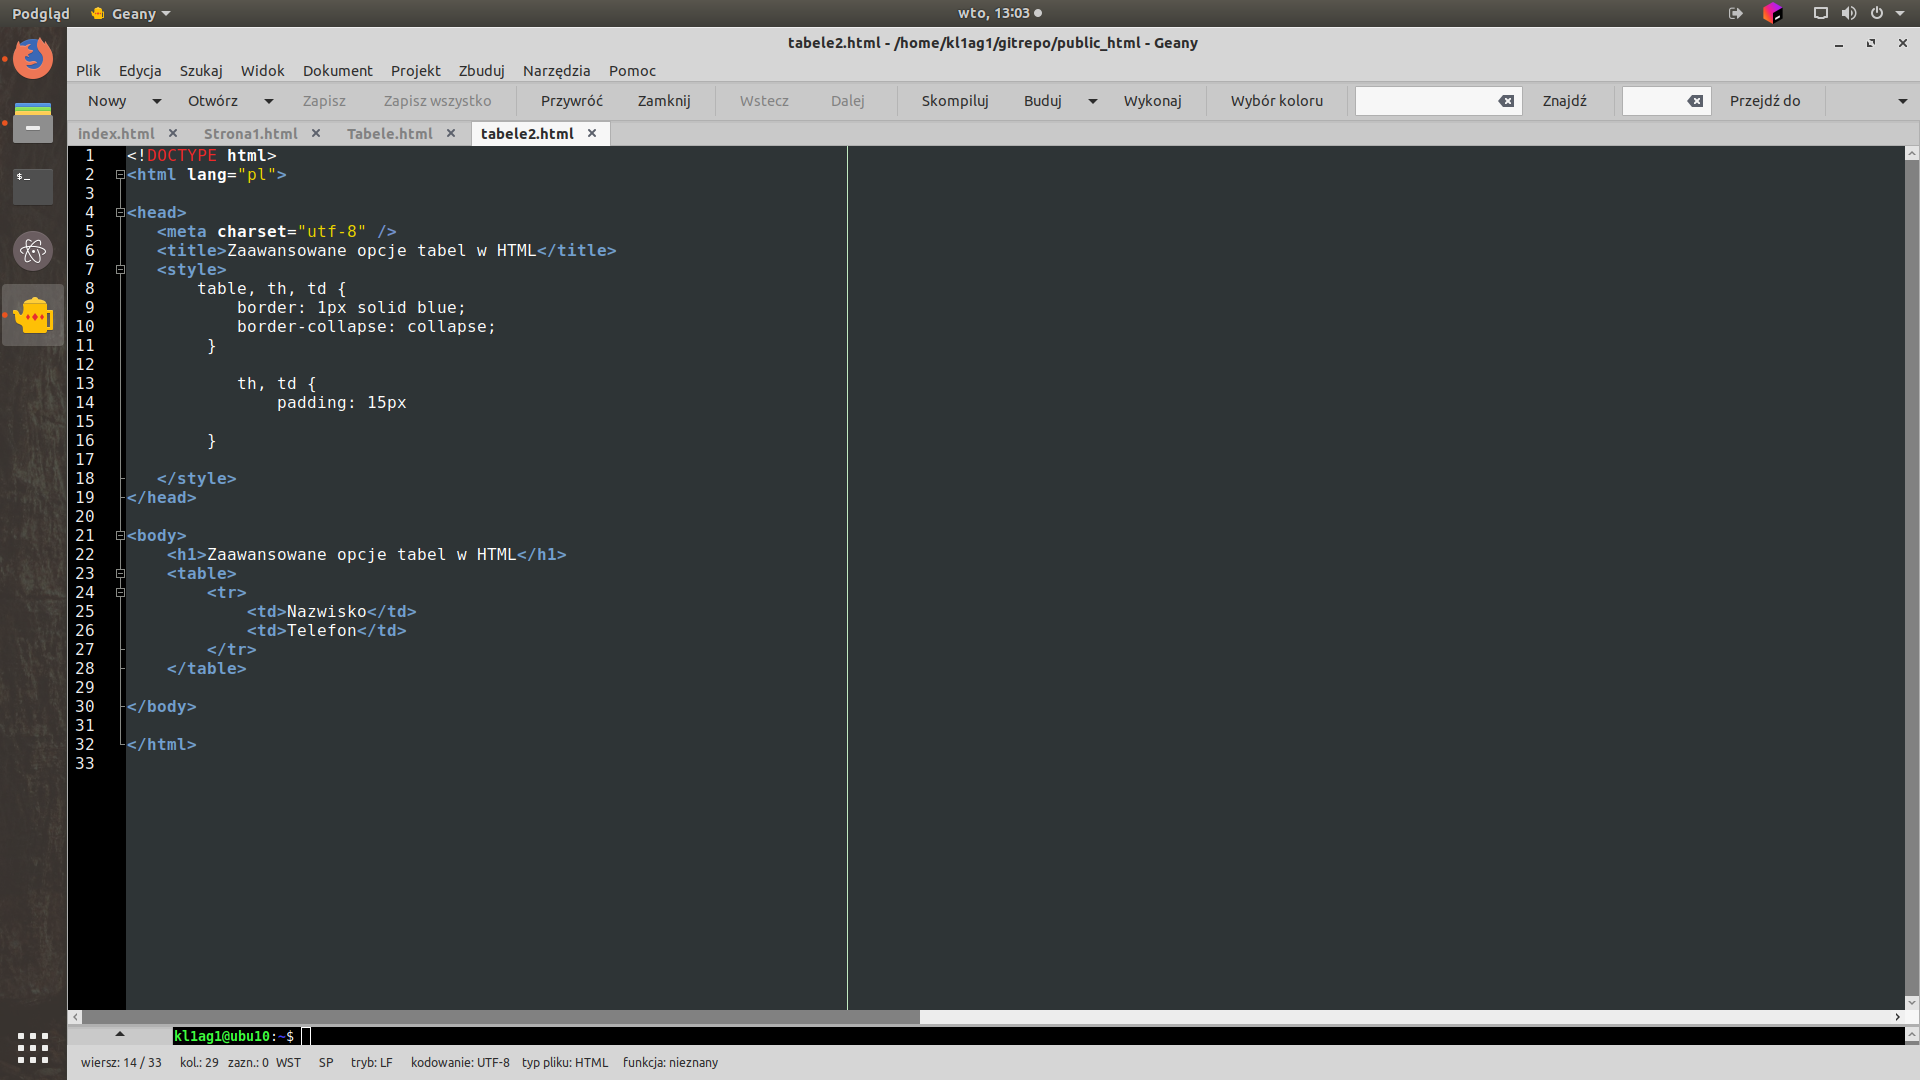 Podgląd Geany wto, 13:03
tabele2.html - /home/kl1ag1/gitrepo/public_html - Geany
Plik Edycja Szukaj Widok Dokument Projekt Zbuduj Narzędzia Pomoc
Nowy Otwórz Zapisz Zapisz wszystko Przywróć Zamknij Wstecz Dalej Skompiluj Buduj Wykonaj Wybór koloru Znajdź Przejdź do
index.html Strona1.html Tabele.html tabele2.html
1 <!DOCTYPE html>
2 <html lang="pl">
3
4 <head>
5 <meta charset="utf-8" />
6 <title>Zaawansowane opcje tabel w HTML</title>
7 <style>
8 table, th, td {
9 border: 1px solid blue;
10 border-collapse: collapse;
11 }
12
13 th, td {
14 padding: 15px
15
16 }
17
18 </style>
19 </head>
20
21 <body>
22 <h1>Zaawansowane opcje tabel w HTML</h1>
23 <table>
24 <tr>
25 <td>Nazwisko</td>
26 <td>Telefon</td>
27 </tr>
28 </table>
29
30 </body>
31
32 </html>
33
kl1ag1@ubu10:~$
wiersz: 14 / 33 kol.: 29 zazn.: 0 WST SP tryb: LF kodowanie: UTF-8 typ pliku: HTML funkcja: nieznany